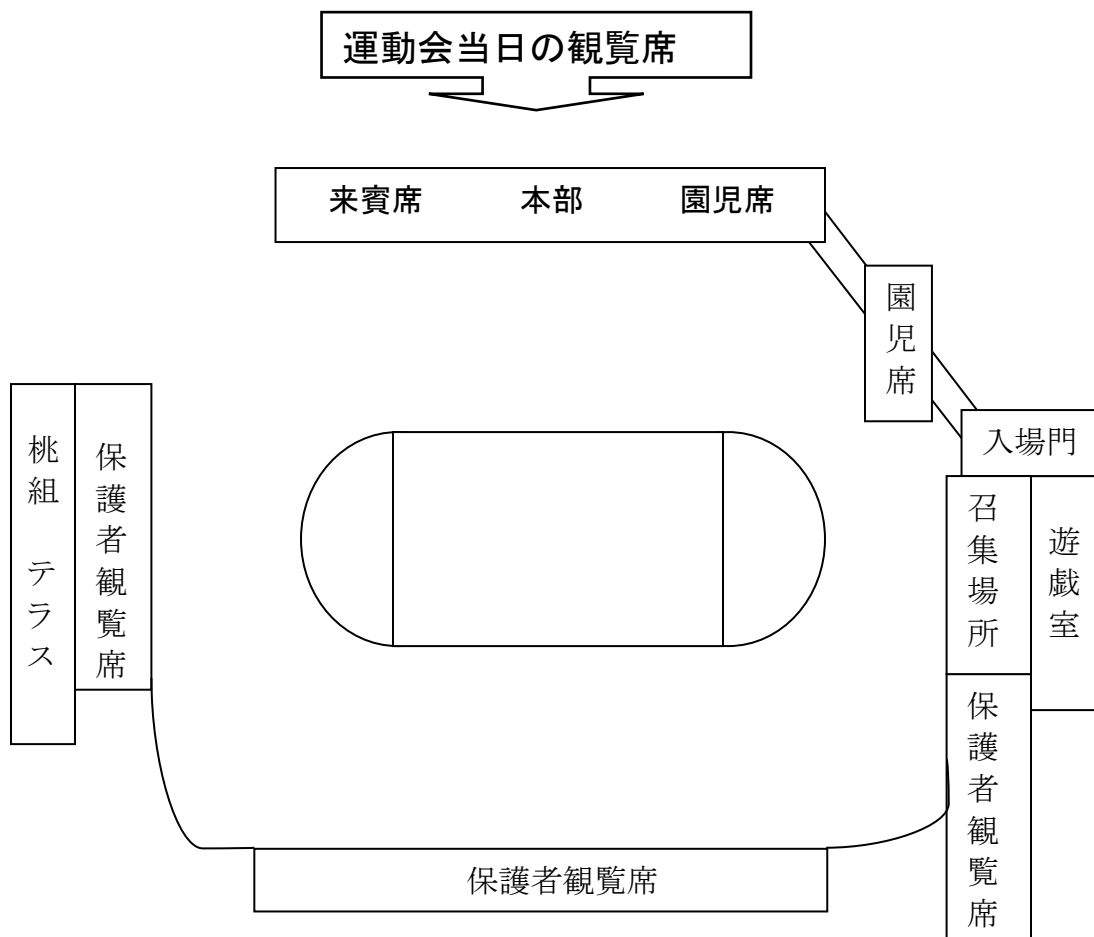 運動会当日の観覧席
来賓席 本部 園児席
園児席
入場門
桃組 テラス
保護者観覧席
召集場所
遊戯室
保護者観覧席
保護者観覧席